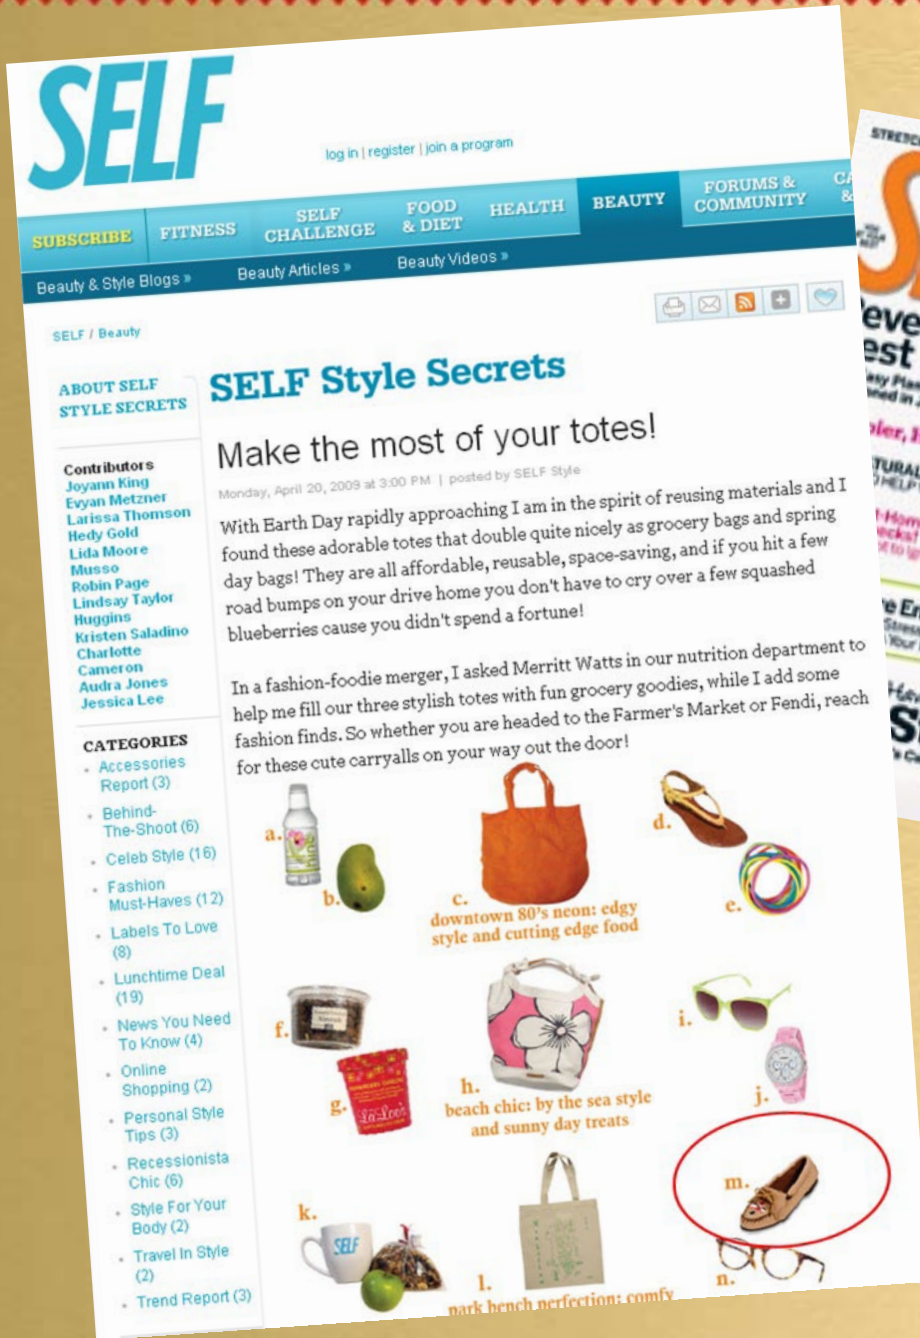 SELF
log in | register | join a program
SUBSCRIBE
FITNESS
SELF
CHALLENGE
FOOD
& DIET
HEALTH
BEAUTY
FORUMS &
COMMUNITY
Beauty & Style Blogs »
Beauty Articles »
Beauty Videos »
SELF / Beauty
ABOUT SELF
STYLE SECRETS
Contributors
Joyann King
Evyan Metzner
Larissa Thomson
Hedy Gold
Lida Moore
Musso
Robin Page
Lindsay Taylor
Huggins
Kristen Saladino
Charlotte
Cameron
Audra Jones
Jessica Lee
CATEGORIES
Accessories
Report (3)
Behind-
The-Shoot (6)
Celeb Style (16)
Fashion
Must-Haves (12)
Labels To Love
(8)
Lunchtime Deal
(19)
News You Need
To Know (4)
Online
Shopping (2)
Personal Style
Tips (3)
Recessionista
Chic (6)
Style For Your
Body (2)
Travel In Style
(2)
Trend Report (3)
SELF Style Secrets
Make the most of your totes!
Monday, April 20, 2009 at 3:00 PM | posted by SELF Style
With Earth Day rapidly approaching I am in the spirit of reusing materials and I
found these adorable totes that double quite nicely as grocery bags and spring
day bags! They are all affordable, reusable, space-saving, and if you hit a few
road bumps on your drive home you don't have to cry over a few squashed
blueberries cause you didn't spend a fortune!
In a fashion-foodie merger, I asked Merritt Watts in our nutrition department to
help me fill our three stylish totes with fun grocery goodies, while I add some
fashion finds. So whether you are headed to the Farmer's Market or Fendi, reach
for these cute carryalls on your way out the door!
a.
b.
c.
downtown 80's neon: edgy
style and cutting edge food
d.
e.
f.
g.
h.
beach chic: by the sea style
and sunny day treats
i.
j.
k.
SELF
l.
park bench perfection: comfy
m.
n.